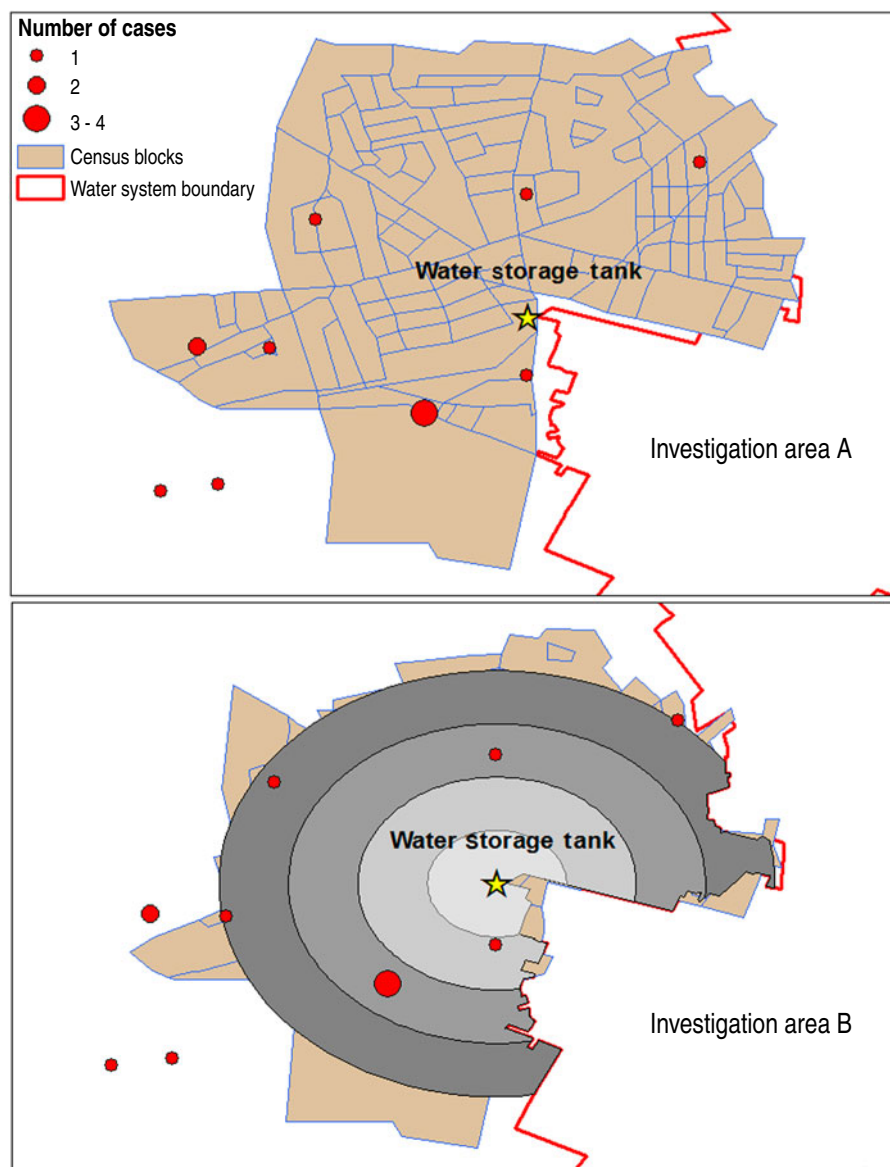 Number of cases
1
2
3 - 4
Census blocks
Water system boundary
Water storage tank
Investigation area A
Water storage tank
Investigation area B